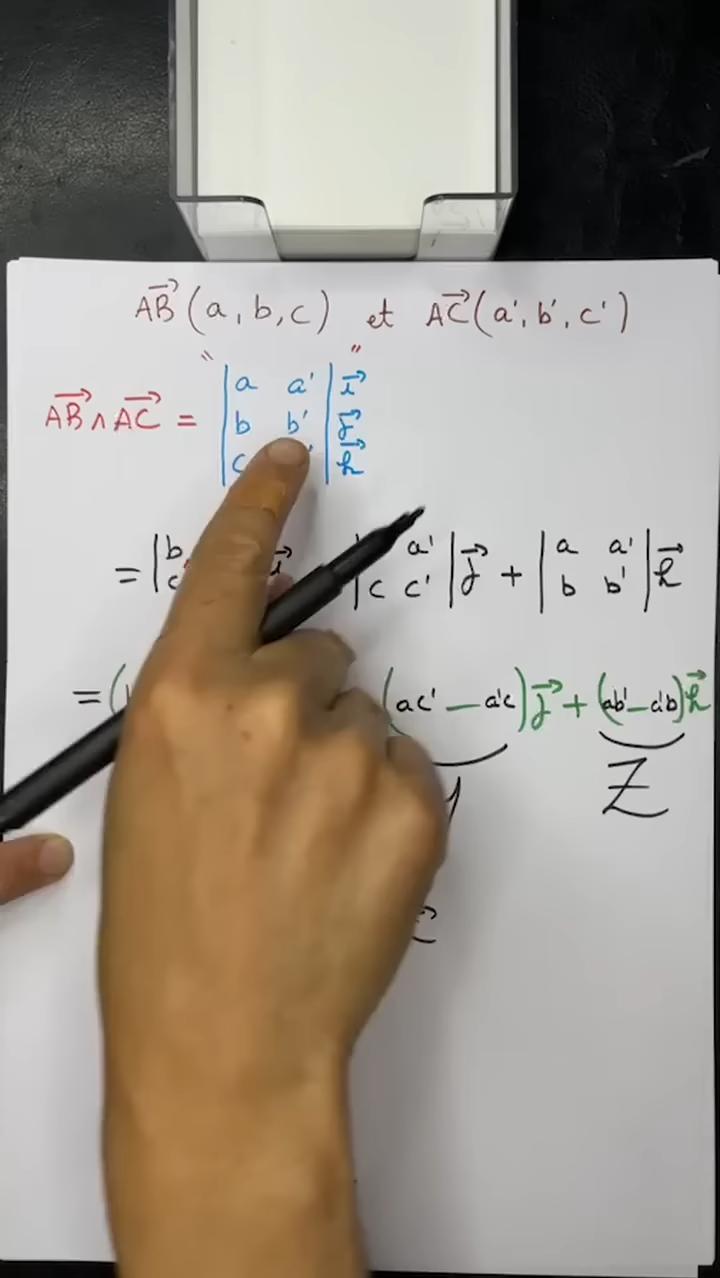 AB→ (a, b, c) et AC→ (a', b', c')
AB→ ∧ AC→ = " | a a' | i→
| b b' | j→
| c ' | k→ "
= | b | i→ | a' | j→ + | a a' | k→
| c | c c' | | b b' |
= ( (ac' — a'c) j→ + (ab' — a'b) k→
y Z